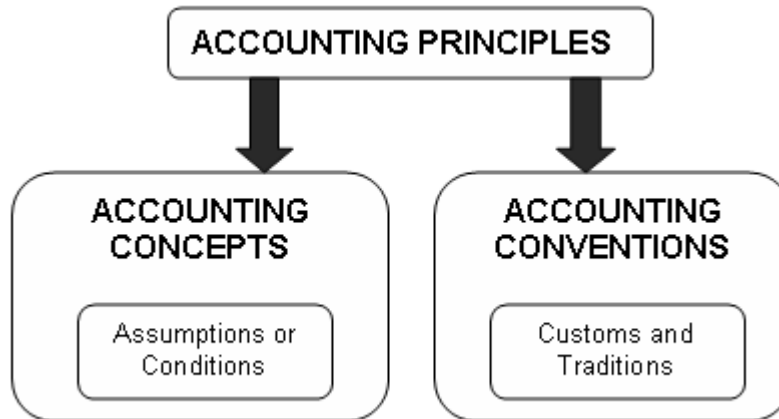 ACCOUNTING PRINCIPLES
ACCOUNTING
CONCEPTS
Assumptions or
Conditions
ACCOUNTING
CONVENTIONS
Customs and
Traditions